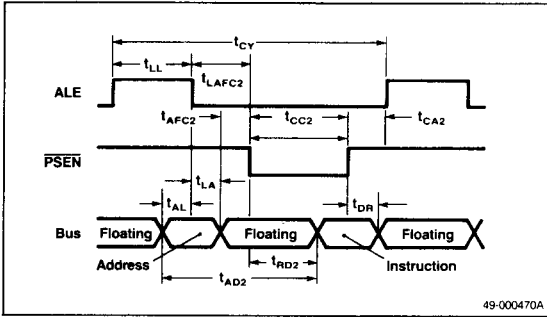 tCY
tLL
tLAFC2
ALE
tAFC2
tCC2
tCA2
PSEN
tLA
tAL
tDR
Bus
Floating
Floating
Floating
Address
tRD2
Instruction
tAD2
49-000470A